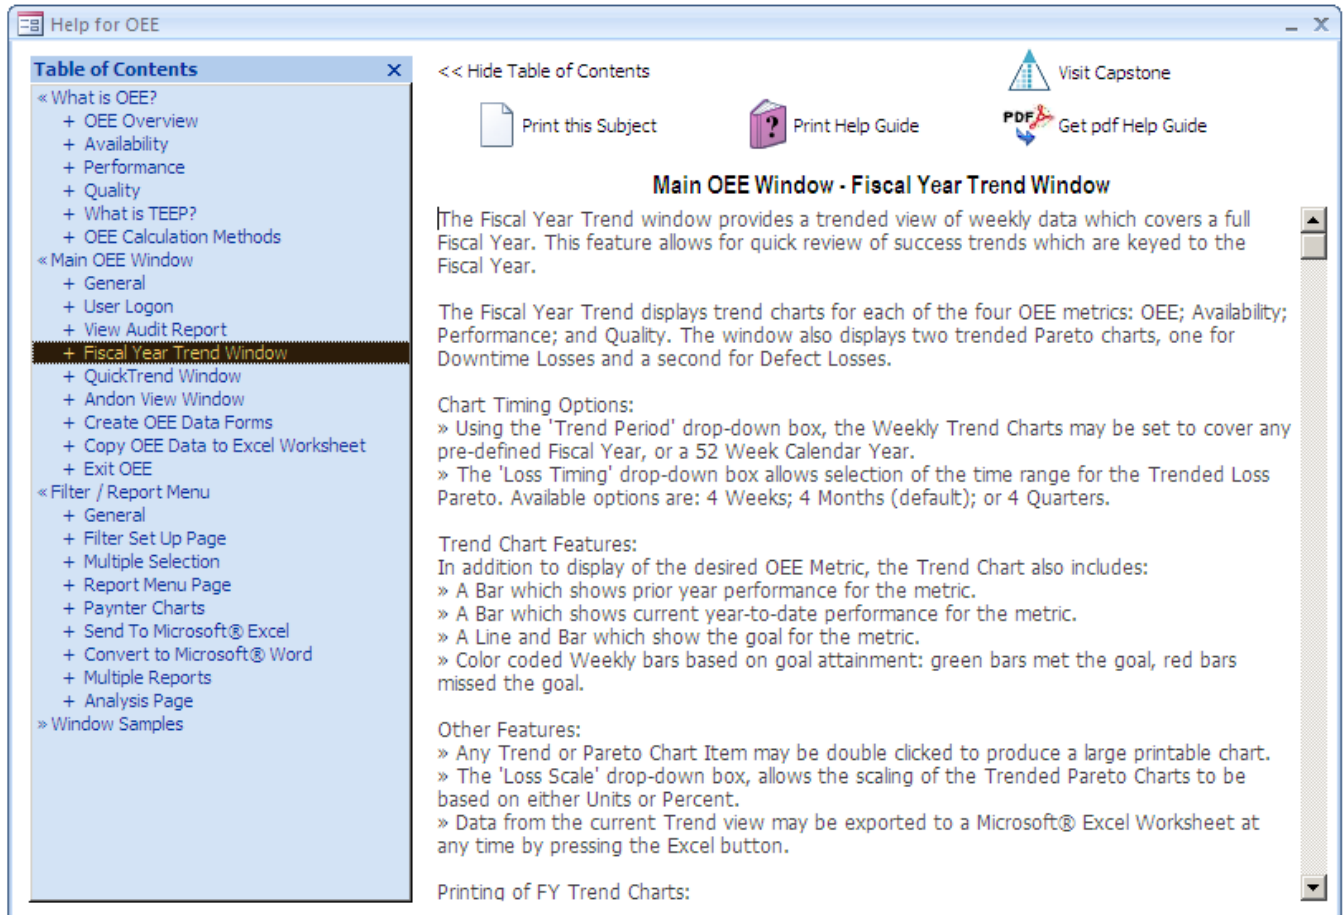 Help for OEE
Table of Contents
« What is OEE?
+ OEE Overview
+ Availability
+ Performance
+ Quality
+ What is TEEP?
+ OEE Calculation Methods
« Main OEE Window
+ General
+ User Logon
+ View Audit Report
+ Fiscal Year Trend Window
+ QuickTrend Window
+ Andon View Window
+ Create OEE Data Forms
+ Copy OEE Data to Excel Worksheet
+ Exit OEE
« Filter / Report Menu
+ General
+ Filter Set Up Page
+ Multiple Selection
+ Report Menu Page
+ Paynter Charts
+ Send To Microsoft® Excel
+ Convert to Microsoft® Word
+ Multiple Reports
+ Analysis Page
» Window Samples
<< Hide Table of Contents
Visit Capstone
Print this Subject
Print Help Guide
PDF
Get pdf Help Guide
Main OEE Window - Fiscal Year Trend Window
The Fiscal Year Trend window provides a trended view of weekly data which covers a full
Fiscal Year. This feature allows for quick review of success trends which are keyed to the
Fiscal Year.
The Fiscal Year Trend displays trend charts for each of the four OEE metrics: OEE; Availability;
Performance; and Quality. The window also displays two trended Pareto charts, one for
Downtime Losses and a second for Defect Losses.
Chart Timing Options:
» Using the 'Trend Period' drop-down box, the Weekly Trend Charts may be set to cover any
pre-defined Fiscal Year, or a 52 Week Calendar Year.
» The 'Loss Timing' drop-down box allows selection of the time range for the Trended Loss
Pareto. Available options are: 4 Weeks; 4 Months (default); or 4 Quarters.
Trend Chart Features:
In addition to display of the desired OEE Metric, the Trend Chart also includes:
» A Bar which shows prior year performance for the metric.
» A Bar which shows current year-to-date performance for the metric.
» A Line and Bar which show the goal for the metric.
» Color coded Weekly bars based on goal attainment: green bars met the goal, red bars
missed the goal.
Other Features:
» Any Trend or Pareto Chart Item may be double clicked to produce a large printable chart.
» The 'Loss Scale' drop-down box, allows the scaling of the Trended Pareto Charts to be
based on either Units or Percent.
» Data from the current Trend view may be exported to a Microsoft® Excel Worksheet at
any time by pressing the Excel button.
Printing of FY Trend Charts: